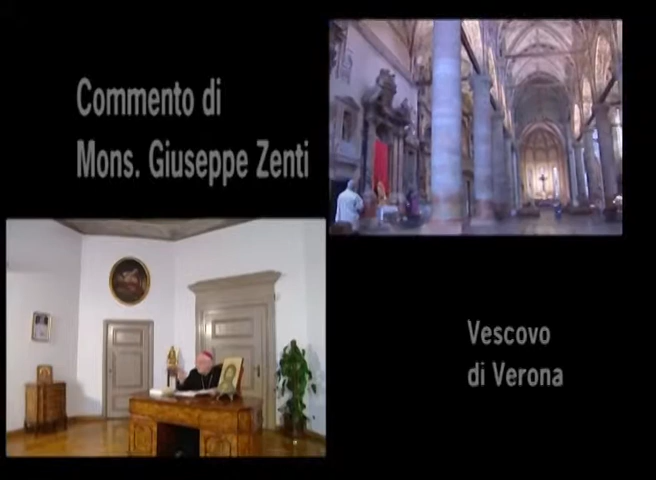 Commento di
Mons. Giuseppe Zenti
Vescovo
di Verona